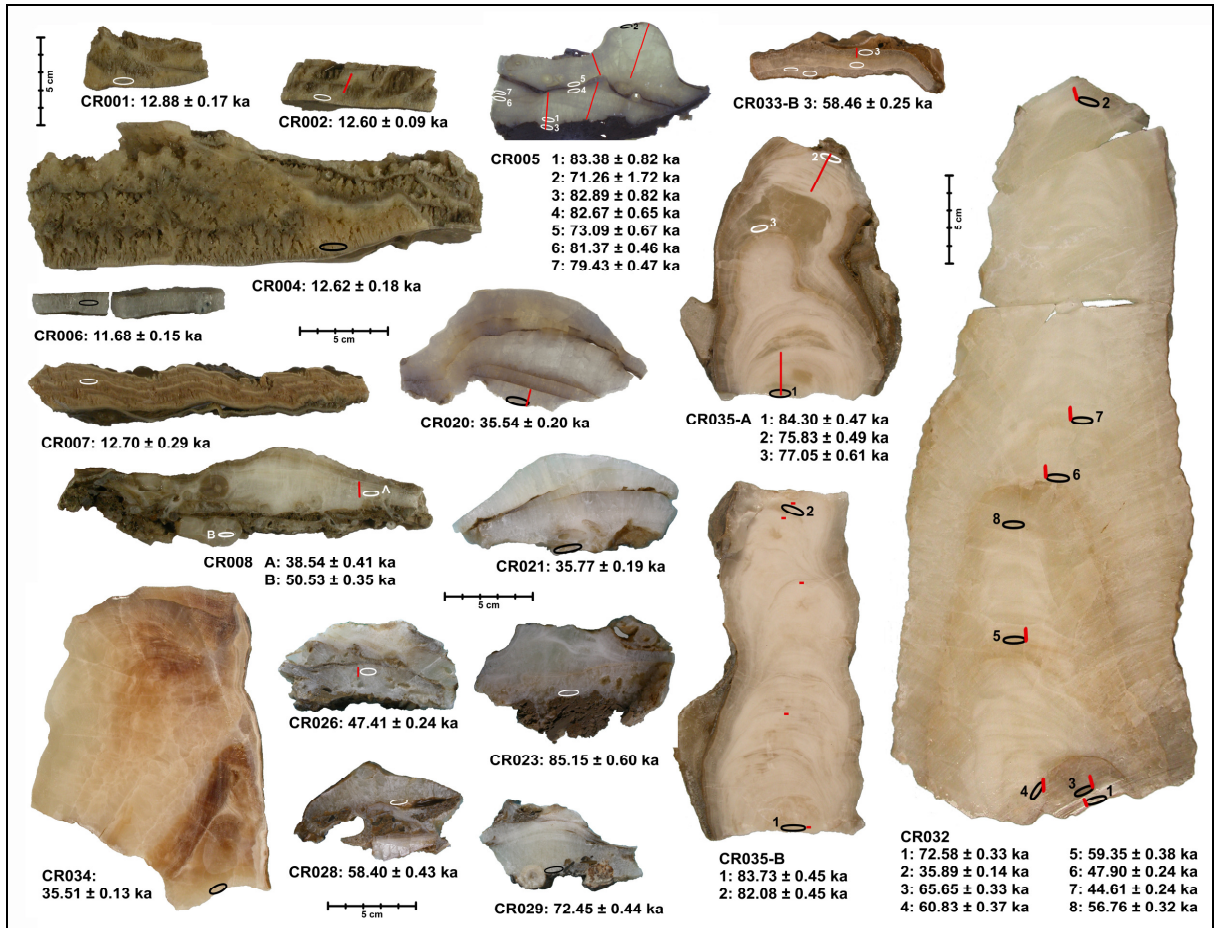 5 cm
CR001: 12.88 ± 0.17 ka
CR002: 12.60 ± 0.09 ka
CR004: 12.62 ± 0.18 ka
CR006: 11.68 ± 0.15 ka
5 cm
CR007: 12.70 ± 0.29 ka
A
B
CR008 A: 38.54 ± 0.41 ka
B: 50.53 ± 0.35 ka
CR034:
35.51 ± 0.13 ka
2
5
4
7
6
1
3
CR005 1: 83.38 ± 0.82 ka
2: 71.26 ± 1.72 ka
3: 82.89 ± 0.82 ka
4: 82.67 ± 0.65 ka
5: 73.09 ± 0.67 ka
6: 81.37 ± 0.46 ka
7: 79.43 ± 0.47 ka
CR020: 35.54 ± 0.20 ka
CR021: 35.77 ± 0.19 ka
5 cm
CR026: 47.41 ± 0.24 ka
CR023: 85.15 ± 0.60 ka
CR028: 58.40 ± 0.43 ka
5 cm
CR029: 72.45 ± 0.44 ka
3
CR033-B 3: 58.46 ± 0.25 ka
2
3
1
5 cm
CR035-A 1: 84.30 ± 0.47 ka
2: 75.83 ± 0.49 ka
3: 77.05 ± 0.61 ka
2
1
CR035-B
1: 83.73 ± 0.45 ka
2: 82.08 ± 0.45 ka
2
7
6
8
5
4
3
1
CR032
1: 72.58 ± 0.33 ka
2: 35.89 ± 0.14 ka
3: 65.65 ± 0.33 ka
4: 60.83 ± 0.37 ka
5: 59.35 ± 0.38 ka
6: 47.90 ± 0.24 ka
7: 44.61 ± 0.24 ka
8: 56.76 ± 0.32 ka